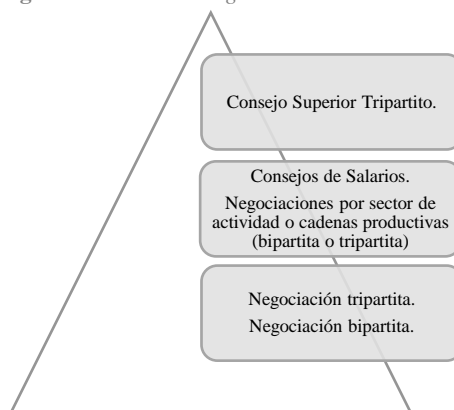 Consejo Superior Tripartito.
Consejos de Salarios.
Negociaciones por sector de
actividad o cadenas productivas
(bipartita o tripartita)
Negociación tripartita.
Negociación bipartita.